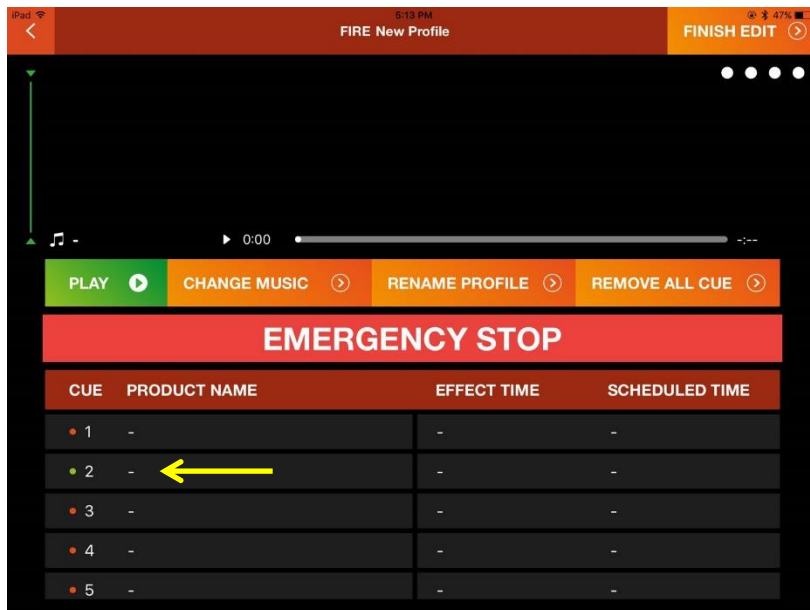 iPad 5:13 PM 47%
FIRE New Profile FINISH EDIT
- 0:00 -:--
PLAY CHANGE MUSIC RENAME PROFILE REMOVE ALL CUE
EMERGENCY STOP
CUE PRODUCT NAME EFFECT TIME SCHEDULED TIME
1 - - -
2 - - -
3 - - -
4 - - -
5 - - -